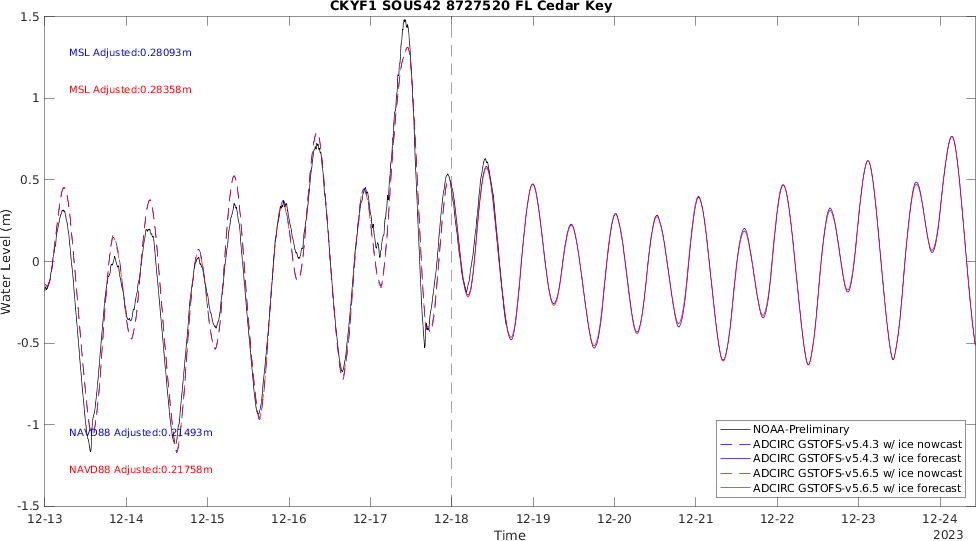 CKYF1 SOUS42 8727520 FL Cedar Key
1.5
MSL Adjusted:0.28093m
MSL Adjusted:0.28358m
1
0.5
Water Level (m)
0
-0.5
-1
NAVD88 Adjusted:0.21493m
NAVD88 Adjusted:0.21758m
-1.5
NOAA-Preliminary
ADCIRC GSTOFS-v5.4.3 w/ ice nowcast
ADCIRC GSTOFS-v5.4.3 w/ ice forecast
ADCIRC GSTOFS-v5.6.5 w/ ice nowcast
ADCIRC GSTOFS-v5.6.5 w/ ice forecast
12-13 12-14 12-15 12-16 12-17 12-18 12-19 12-20 12-21 12-22 12-23 12-24
Time
2023